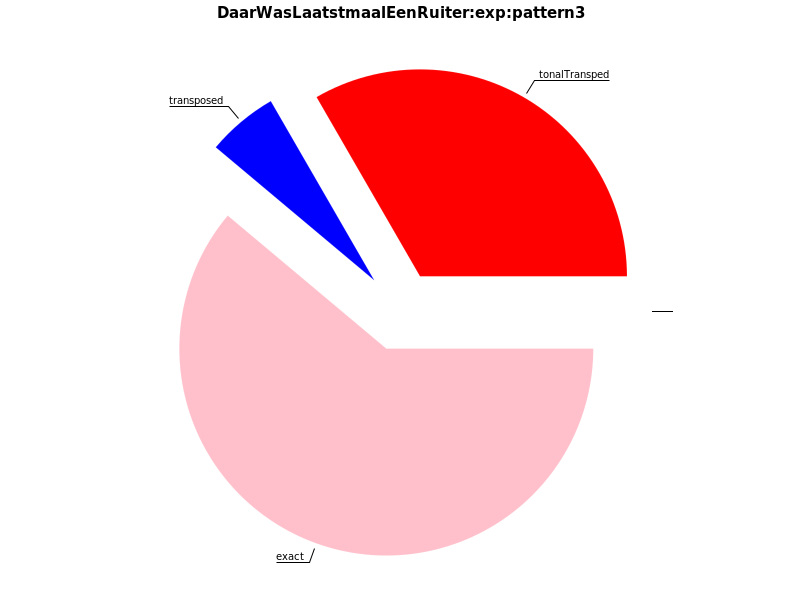 DaarWasLaatstmaalEenRuiter:exp:pattern3
tonalTransped
transposed
exact